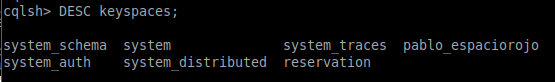 cqlsh> DESC keyspaces;
system_schema system system_traces pablo_espaciorojo
system_auth system_distributed reservation